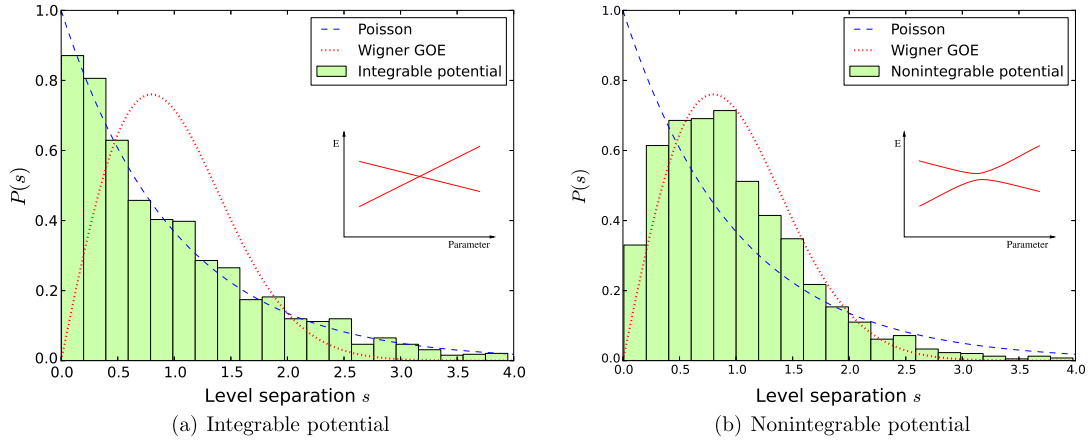 1.0
0.8
0.6
0.4
0.2
0.0
P(s)
0.0 0.5 1.0 1.5 2.0 2.5 3.0 3.5 4.0
Level separation s
Poisson
Wigner GOE
Integrable potential
E
Parameter
(a) Integrable potential
1.0
0.8
0.6
0.4
0.2
0.0
P(s)
0.0 0.5 1.0 1.5 2.0 2.5 3.0 3.5 4.0
Level separation s
Poisson
Wigner GOE
Nonintegrable potential
E
Parameter
(b) Nonintegrable potential